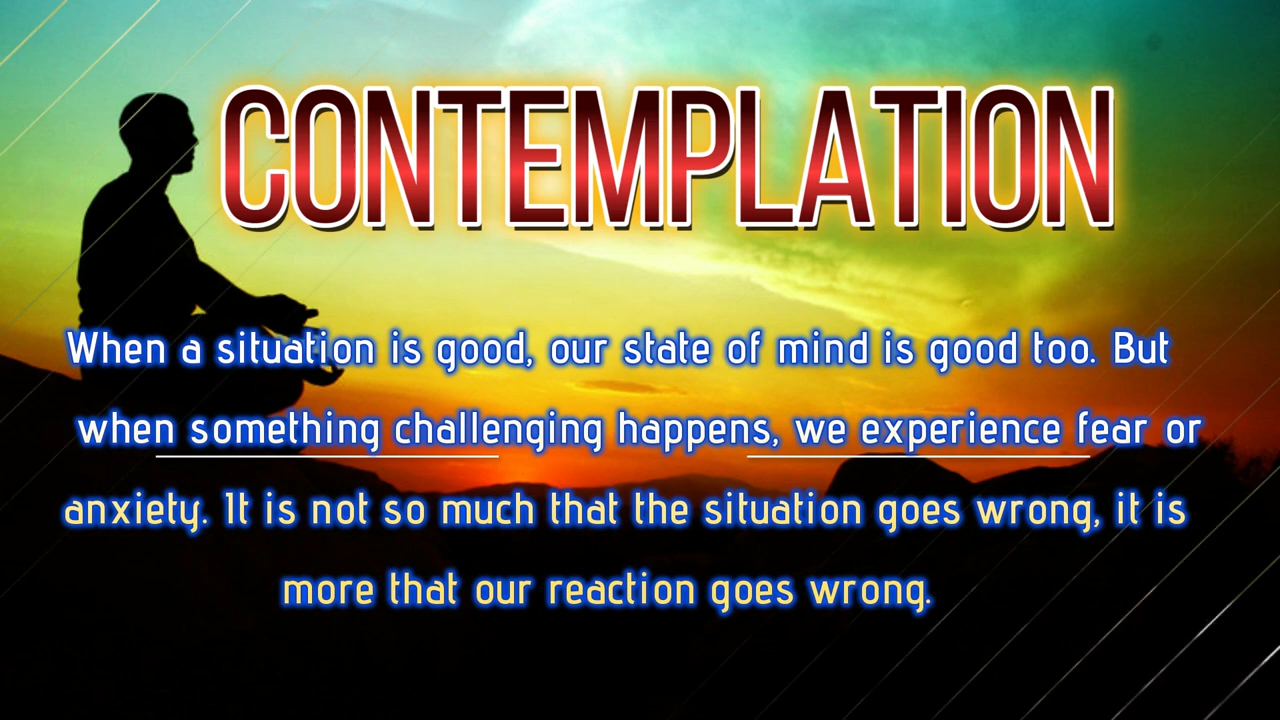 CONTEMPLATION
When a situation is good, our state of mind is good too. But
when something challenging happens, we experience fear or
anxiety. It is not so much that the situation goes wrong, it is
more that our reaction goes wrong.